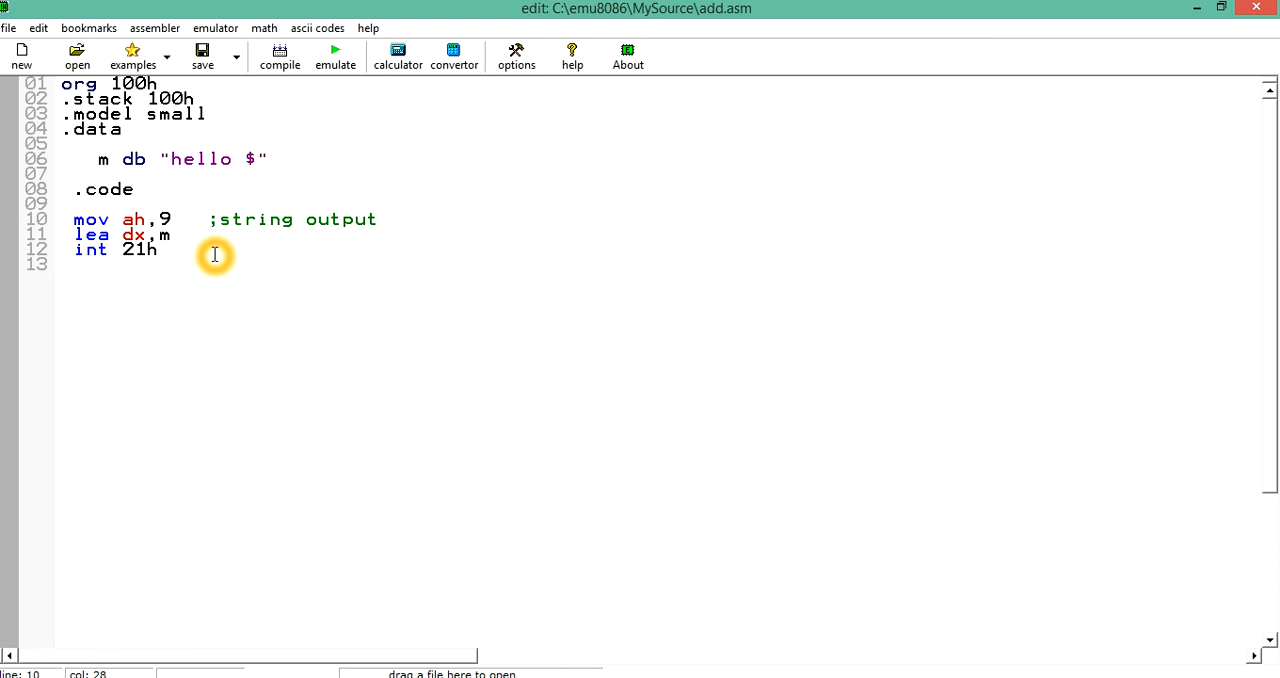 edit: C:\emu8086\MySource\add.asm
file edit bookmarks assembler emulator math ascii codes help
new open examples save compile emulate calculator convertor options help About
01 org 100h
02 .stack 100h
03 .model small
04 .data
05
06 m db "hello $"
07
08 .code
09
10 mov ah,9 ;string output
11 lea dx,m
12 int 21h
13
line: 10 col: 28 drag a file here to open